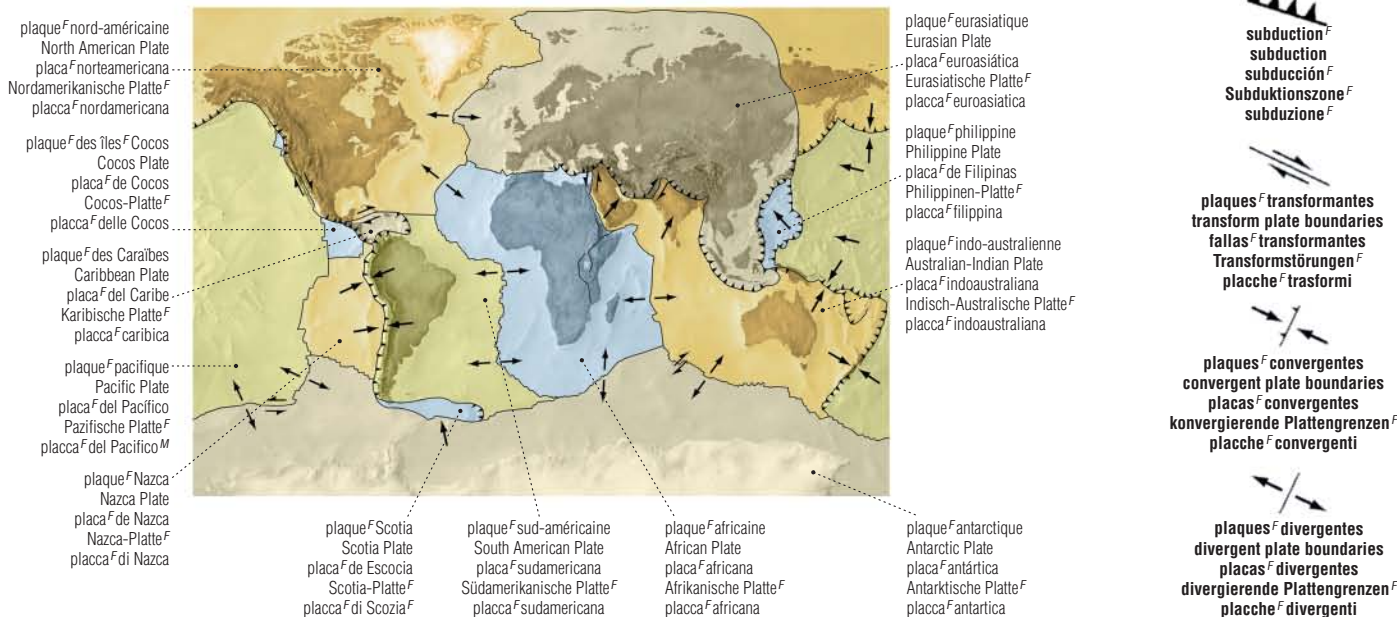 plaque F nord-américaine
North American Plate
placa F norteamericana
Nordamerikanische Platte F
placca F nordamericana
plaque F des îles F Cocos
Cocos Plate
placa F de Cocos
Cocos-Platte F
placca F delle Cocos
plaque F des Caraïbes
Caribbean Plate
placa F del Caribe
Karibische Platte F
placca F caribica
plaque F pacifique
Pacific Plate
placa F del Pacífico
Pazifische Platte F
placca F del Pacifico M
plaque F Nazca
Nazca Plate
placa F de Nazca
Nazca-Platte F
placca F di Nazca
plaque F Scotia
Scotia Plate
placa F de Escocia
Scotia-Platte F
placca F di Scozia F
plaque F sud-américaine
South American Plate
placa F sudamericana
Südamerikanische Platte F
placca F sudamericana
plaque F africaine
African Plate
placa F africana
Afrikanische Platte F
placca F africana
plaque F antarctique
Antarctic Plate
placa F antártica
Antarktische Platte F
placca F antartica
plaque F eurasiatique
Eurasian Plate
placa F euroasiática
Eurasiatische Platte F
placca F euroasiatica
plaque F philippine
Philippine Plate
placa F de Filipinas
Philippinen-Platte F
placca F filippina
plaque F indo-australienne
Australian-Indian Plate
placa F indoaustraliana
Indisch-Australische Platte F
placca F indoaustraliana
subduction F
subduction
subducción F
Subduktionszone F
subduzione F
plaques F transformantes
transform plate boundaries
fallas F transformantes
Transformstörungen F
placche F trasformi
plaques F convergentes
convergent plate boundaries
placas F convergentes
konvergierende Plattengrenzen F
placche F convergenti
plaques F divergentes
divergent plate boundaries
placas F divergentes
divergierende Plattengrenzen F
placche F divergenti